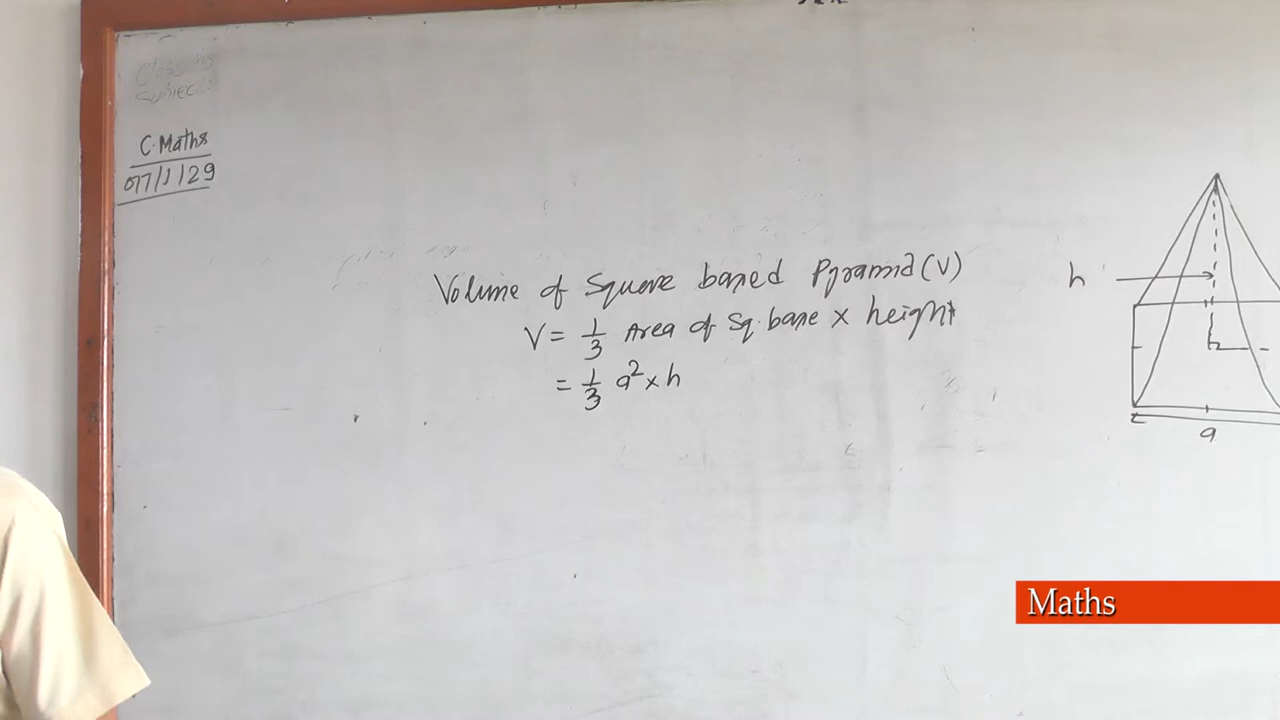 C.Maths
077/1/29
Volume of Square based Pyramid (V)
V = 1/3 Area of Sq. base × height
= 1/3 a² × h
h
a
Maths